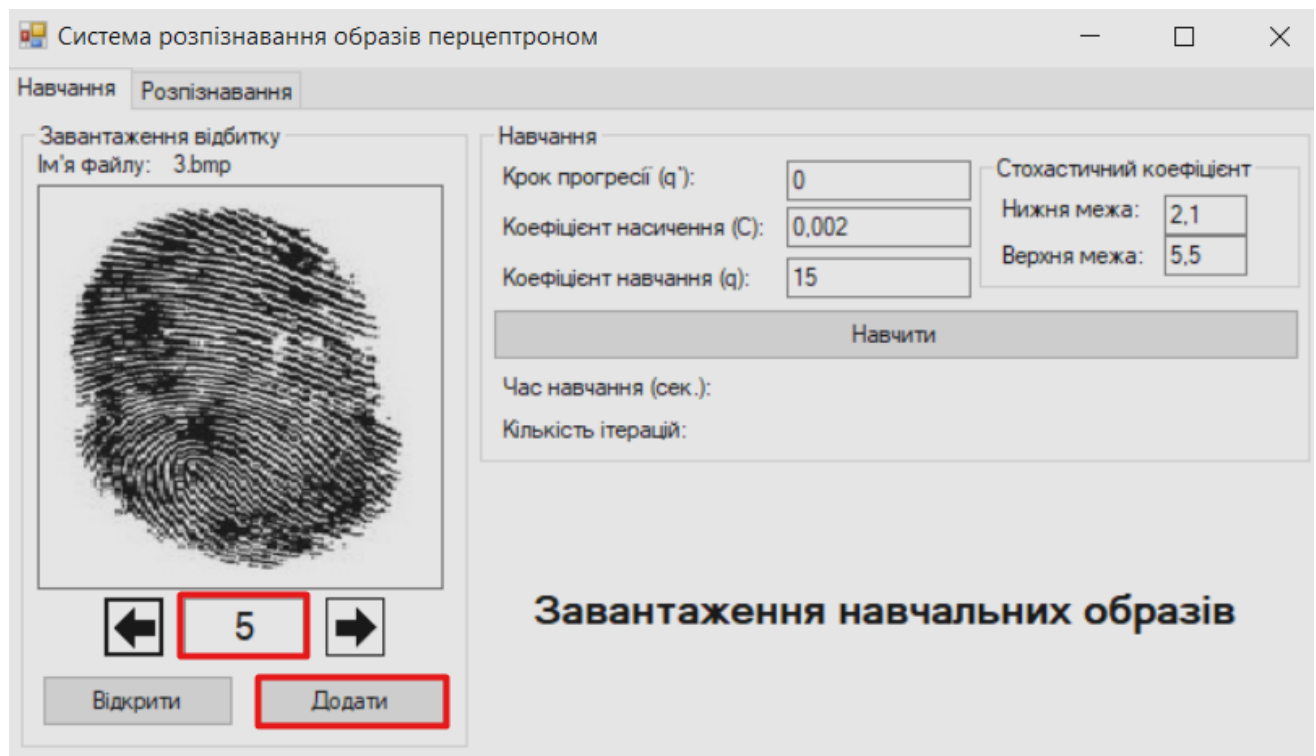 Система розпізнавання образів перцептроном
Навчання Розпізнавання
Завантаження відбитку
Ім'я файлу: 3.bmp
5
Відкрити Додати
Навчання
Крок прогресії (q'): 0
Коефіцієнт насичення (C): 0,002
Коефіцієнт навчання (q): 15
Стохастичний коефіцієнт
Нижня межа: 2,1
Верхня межа: 5,5
Навчити
Час навчання (сек.):
Кількість ітерацій:
Завантаження навчальних образів